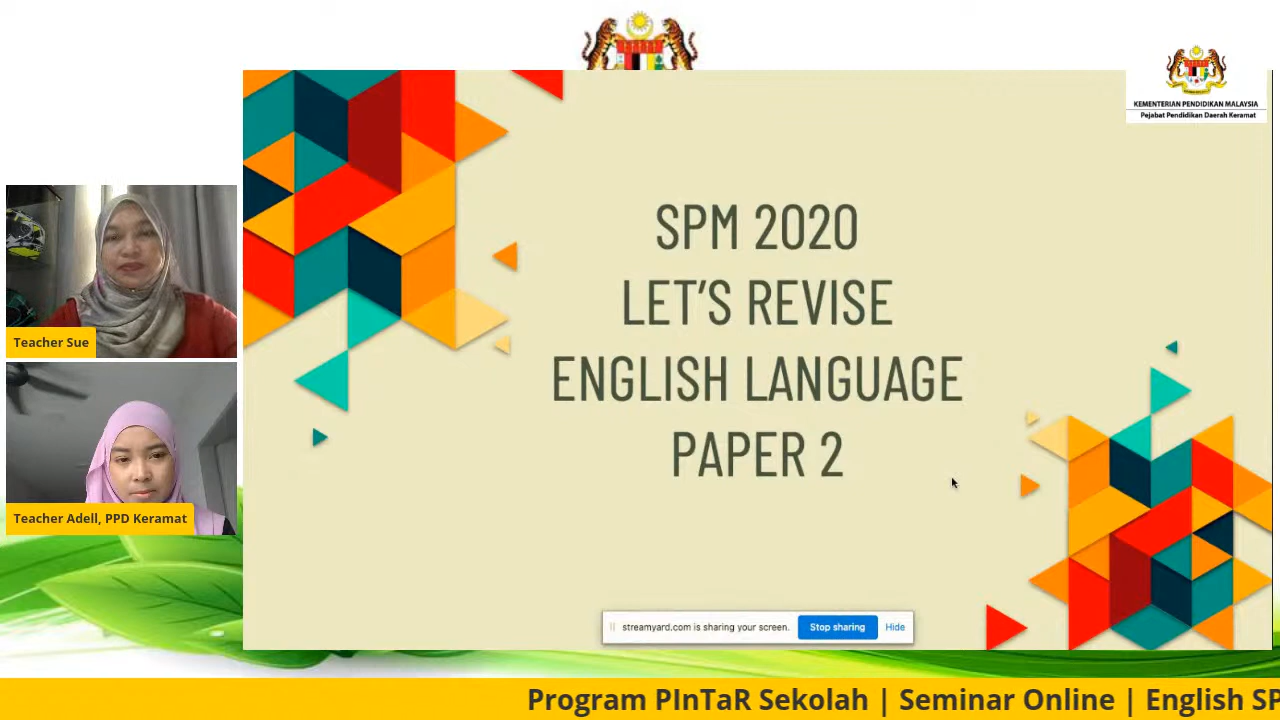 KEMENTERIAN PENDIDIKAN MALAYSIA
Pejabat Pendidikan Daerah Keramat
SPM 2020
LET'S REVISE
ENGLISH LANGUAGE
PAPER 2
Teacher Sue
Teacher Adell, PPD Keramat
streamyard.com is sharing your screen.
Stop sharing
Hide
Program PInTaR Sekolah | Seminar Online | English SP